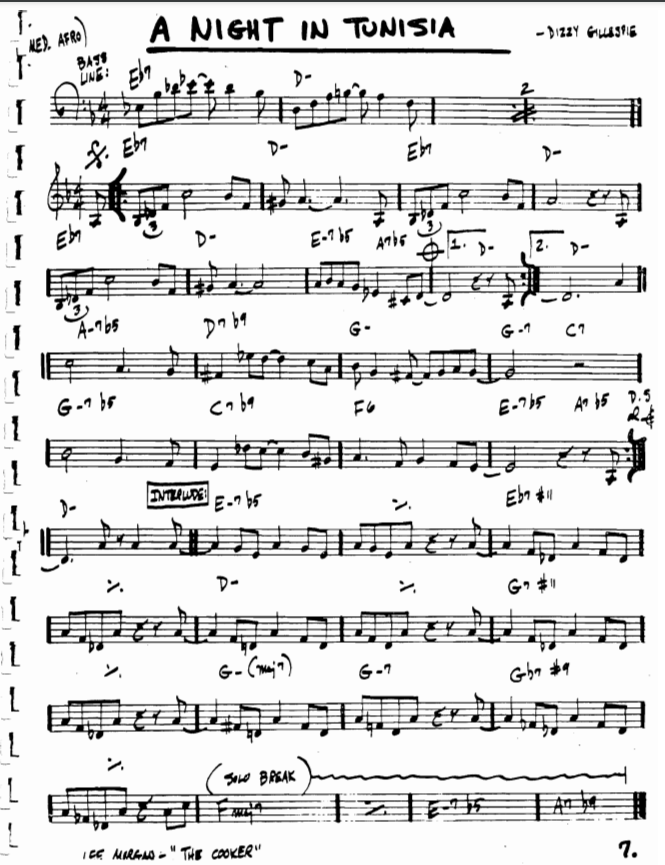 A NIGHT IN TUNISIA
(MED. AFRO)
- DIZZY GILLESPIE
BASS LINE: Eb7 D-
2
Eb7 D- Eb7 D-
3 3
Eb7 D- E-7b5 A7b5 1. D- 2. D-
3
A-7b5 D7b9 G- G-7 C7
G-7b5 C7b9 F6 E-7b5 A7b5 D.S.
D- INTERLUDE: E-7b5 Eb7#11
D- G7#11
G-(maj7) G-7 Gb7#9
(SOLO BREAK)
Fmaj7 E-7b5 A7b9
LEE MORGAN - "THE COOKER"
7.